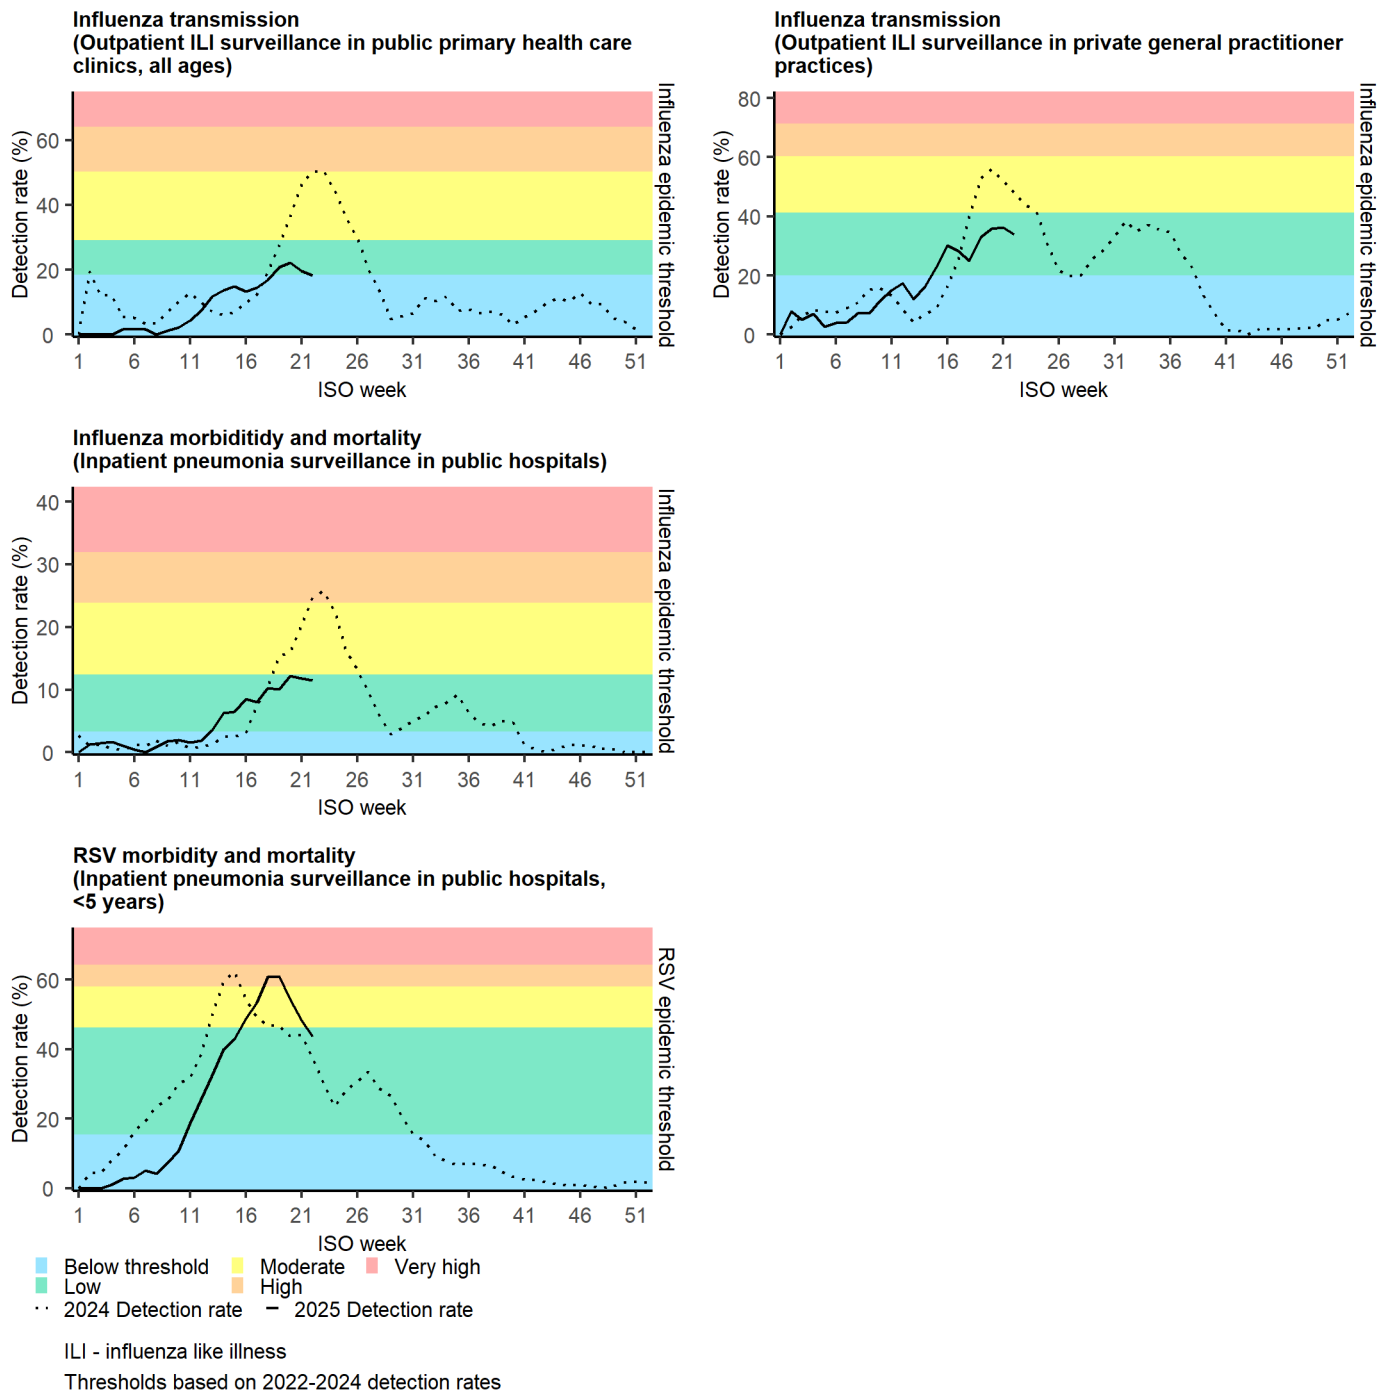 Influenza transmission
(Outpatient ILI surveillance in public primary health care
clinics, all ages)
Detection rate (%)
60
40
20
0
1 6 11 16 21 26 31 36 41 46 51
ISO week
Influenza epidemic threshold
Influenza transmission
(Outpatient ILI surveillance in private general practitioner
practices)
Detection rate (%)
80
60
40
20
0
1 6 11 16 21 26 31 36 41 46 51
ISO week
Influenza epidemic threshold
Influenza morbiditidy and mortality
(Inpatient pneumonia surveillance in public hospitals)
Detection rate (%)
40
30
20
10
0
1 6 11 16 21 26 31 36 41 46 51
ISO week
Influenza epidemic threshold
RSV morbidity and mortality
(Inpatient pneumonia surveillance in public hospitals,
<5 years)
Detection rate (%)
60
40
20
0
1 6 11 16 21 26 31 36 41 46 51
ISO week
RSV epidemic threshold
Below threshold Moderate Very high
Low High
2024 Detection rate 2025 Detection rate
ILI - influenza like illness
Thresholds based on 2022-2024 detection rates